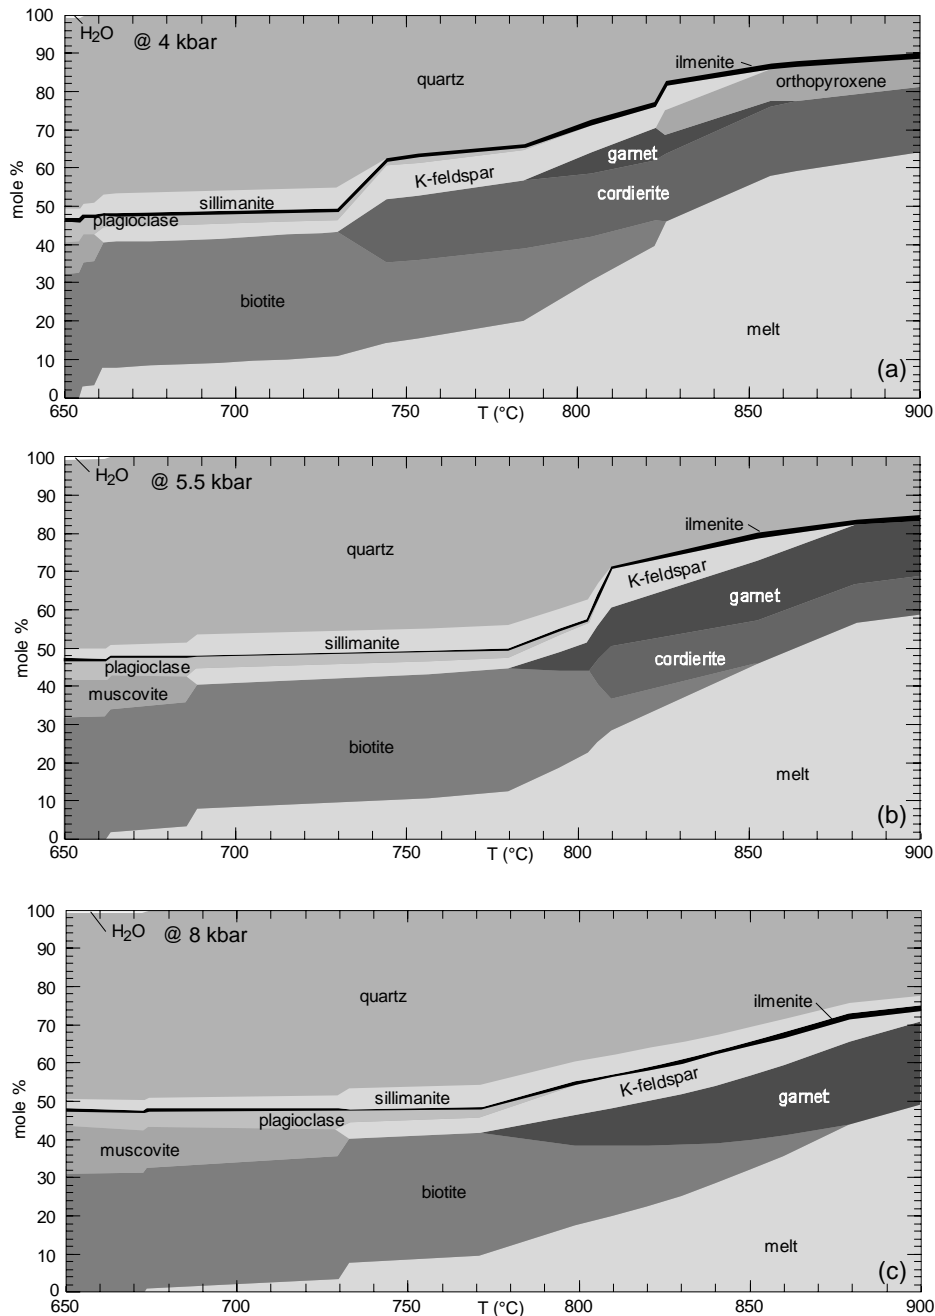 100
H2O @ 4 kbar
ilmenite
90
quartz
orthopyroxene
80
70
garnet
60
K-feldspar
cordierite
mole %
50
sillimanite
plagioclase
40
30
biotite
20
melt
10
(a)
0
650 700 750 T (°C) 800 850 900
100
H2O @ 5.5 kbar
90
ilmenite
80
quartz
K-feldspar
70
garnet
60
mole %
50
sillimanite
cordierite
plagioclase
40
muscovite
30
biotite
20
melt
10
(b)
0
650 700 750 T (°C) 800 850 900
100
H2O @ 8 kbar
90
80
quartz
ilmenite
70
60
K-feldspar
mole %
50
sillimanite
garnet
plagioclase
40
muscovite
30
biotite
20
10
melt
(c)
0
650 700 750 T (°C) 800 850 900